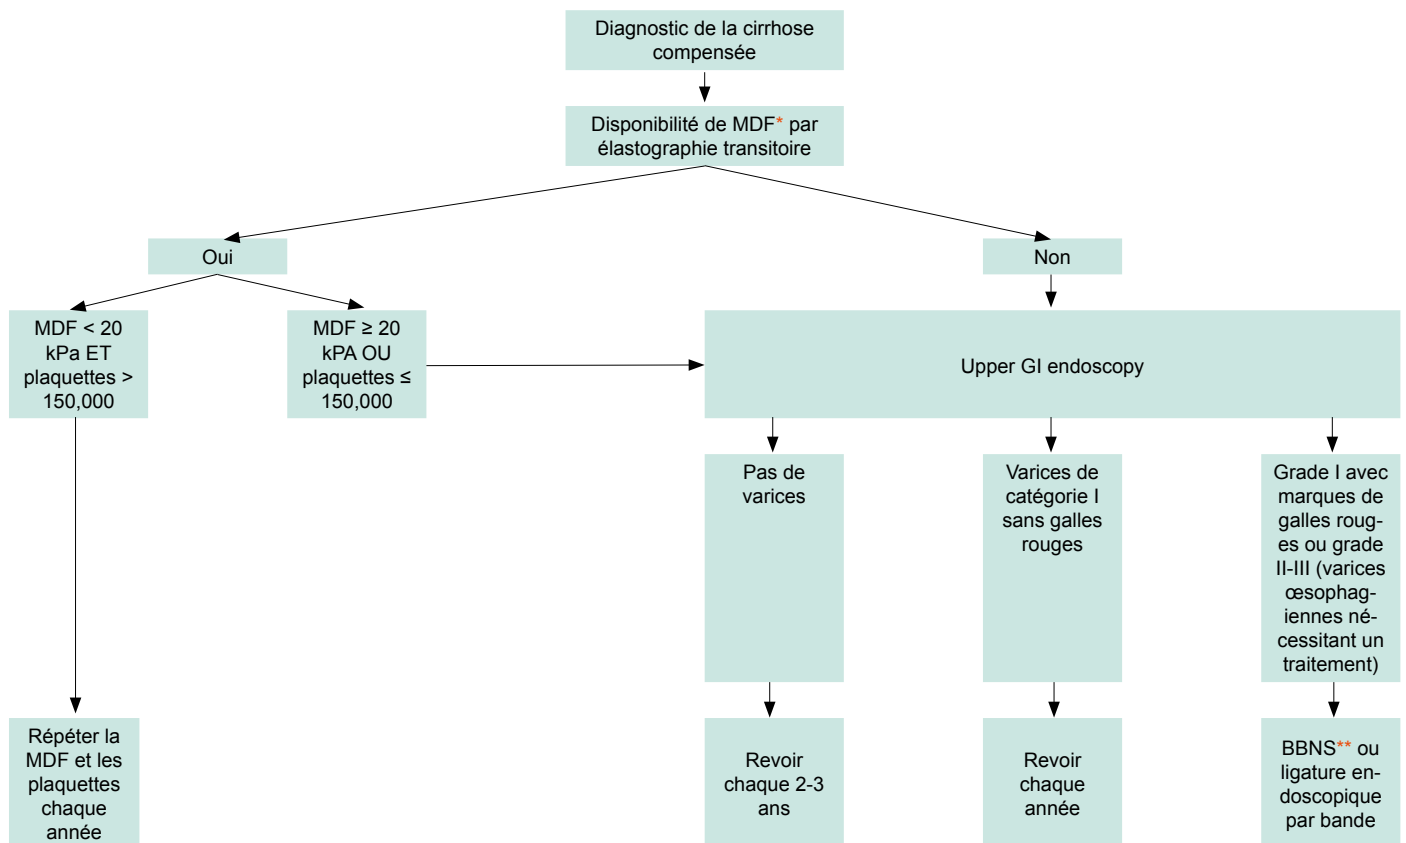 Diagnostic de la cirrhose
compensée
Disponibilité de MDF* par
élastographie transitoire
Oui
Non
MDF < 20
kPa ET
plaquettes >
150,000
MDF ≥ 20
kPA OU
plaquettes ≤
150,000
Upper GI endoscopy
Pas de
varices
Varices de
catégorie I
sans galles
rouges
Grade I avec
marques de
galles roug-
es ou grade
II-III (varices
œsophag-
iennes né-
cessitant un
traitement)
Répéter la
MDF et les
plaquettes
chaque
année
Revoir
chaque 2-3
ans
Revoir
chaque
année
BBNS** ou
ligature en-
doscopique
par bande